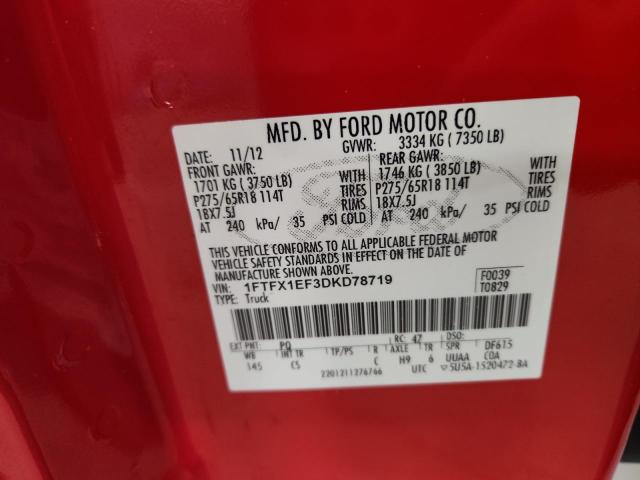 MFD. BY FORD MOTOR CO.
DATE: 11/12 GVWR: 3334 KG ( 7350 LB)
FRONT GAWR: REAR GAWR:
1701 KG ( 3750 LB) WITH 1746 KG ( 3850 LB) WITH
P275/65R18 114T TIRES P275/65R18 114T TIRES
18X7.5J RIMS 18X7.5J RIMS
AT 240 kPa/ 35 PSI COLD AT 240 kPa/ 35 PSI COLD
THIS VEHICLE CONFORMS TO ALL APPLICABLE FEDERAL MOTOR
VEHICLE SAFETY STANDARDS IN EFFECT ON THE DATE OF
MANUFACTURE SHOWN ABOVE.
VIN: 1FTFX1EF3DKD78719 F0039
TYPE: Truck T0829
EXT PNT: PQ RC: 47 DSO:
WB INT TR TP/PS R AXLE TR SPR DF615
145 CS C H9 6 UUAA COA
2201211276766 UTC 5U5A-1520472-BA